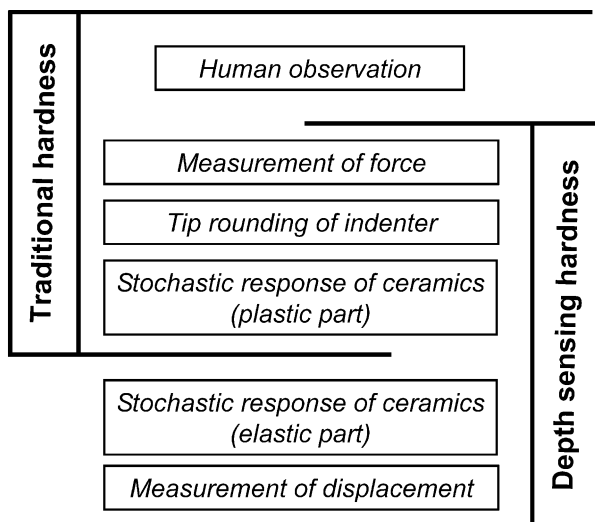 Traditional hardness
Human observation
Measurement of force
Tip rounding of indenter
Stochastic response of ceramics
(plastic part)
Stochastic response of ceramics
(elastic part)
Measurement of displacement
Depth sensing hardness